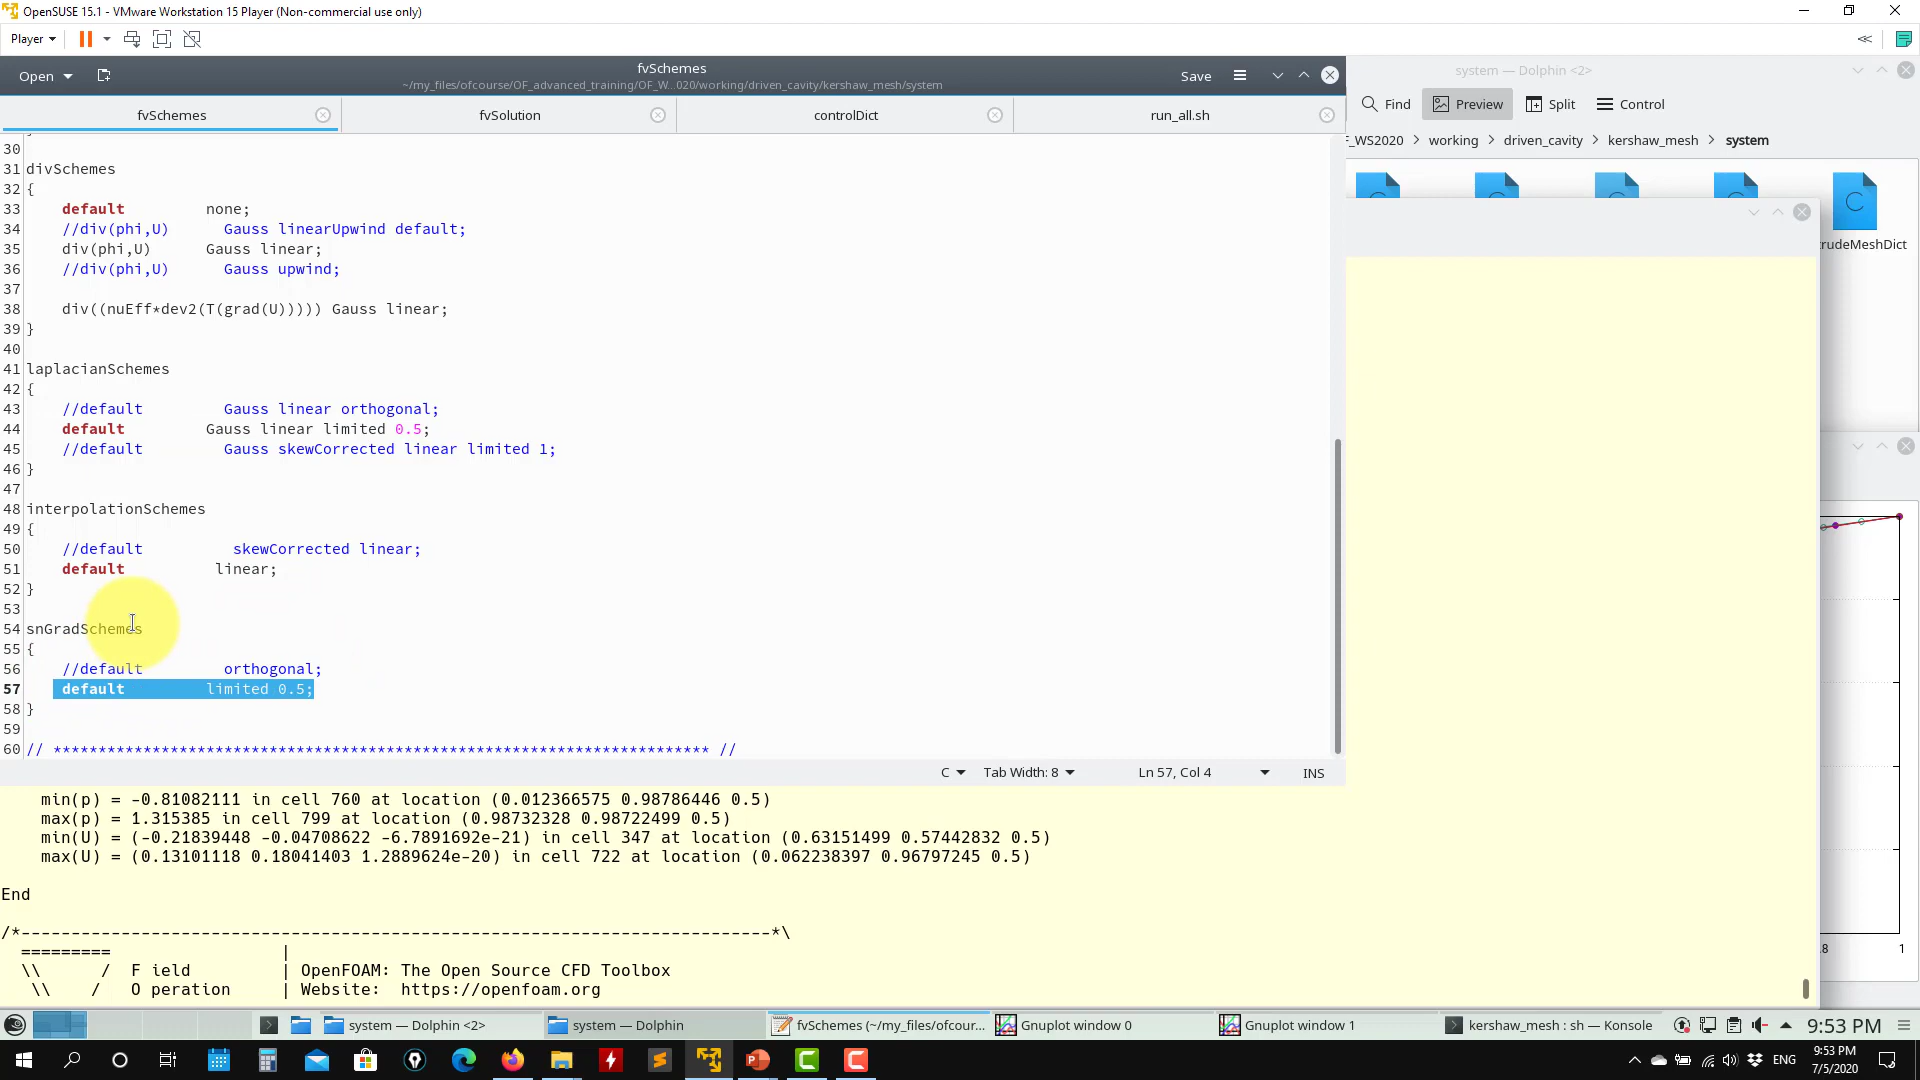 OpenSUSE 15.1 - VMware Workstation 15 Player (Non-commercial use only)
Player
Open
fvSchemes
~/my_files/ofcourse/OF_advanced_training/OF_W...020/working/driven_cavity/kershaw_mesh/system
Save
fvSchemes
fvSolution
controlDict
run_all.sh
30
31 divSchemes
32 {
33     default         none;
34     //div(phi,U)      Gauss linearUpwind default;
35     div(phi,U)      Gauss linear;
36     //div(phi,U)      Gauss upwind;
37
38     div((nuEff*dev2(T(grad(U))))) Gauss linear;
39 }
40
41 laplacianSchemes
42 {
43     //default         Gauss linear orthogonal;
44     default         Gauss linear limited 0.5;
45     //default         Gauss skewCorrected linear limited 1;
46 }
47
48 interpolationSchemes
49 {
50     //default          skewCorrected linear;
51     default          linear;
52 }
53
54 snGradSchemes
55 {
56     //default         orthogonal;
57     default         limited 0.5;
58 }
59
60 // ************************************************************************* //
C
Tab Width: 8
Ln 57, Col 4
INS
system — Dolphin <2>
Find
Preview
Split
Control
F_WS2020 > working > driven_cavity > kershaw_mesh > system
trudeMeshDict
min(p) = -0.81082111 in cell 760 at location (0.012366575 0.98786446 0.5)
max(p) = 1.315385 in cell 799 at location (0.98732328 0.98722499 0.5)
min(U) = (-0.21839448 -0.04708622 -6.7891692e-21) in cell 347 at location (0.63151499 0.57442832 0.5)
max(U) = (0.13101118 0.18041403 1.2889624e-20) in cell 722 at location (0.062238397 0.96797245 0.5)
End
/*--------------------------------*- C++ -*----------------------------------*\
=========                 |
\\      /  F ield         | OpenFOAM: The Open Source CFD Toolbox
\\    /   O peration     | Website:  https://openfoam.org
.8
1
system — Dolphin <2>
system — Dolphin
fvSchemes (~/my_files/ofcour...
Gnuplot window 0
Gnuplot window 1
kershaw_mesh : sh — Konsole
9:53 PM
ENG
9:53 PM
7/5/2020